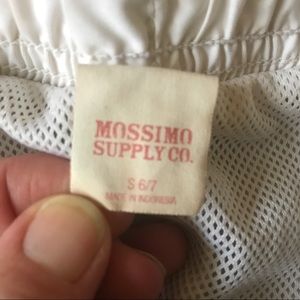 MOSSIMO
SUPPLY CO.
S 6/7
MADE IN INDONESIA